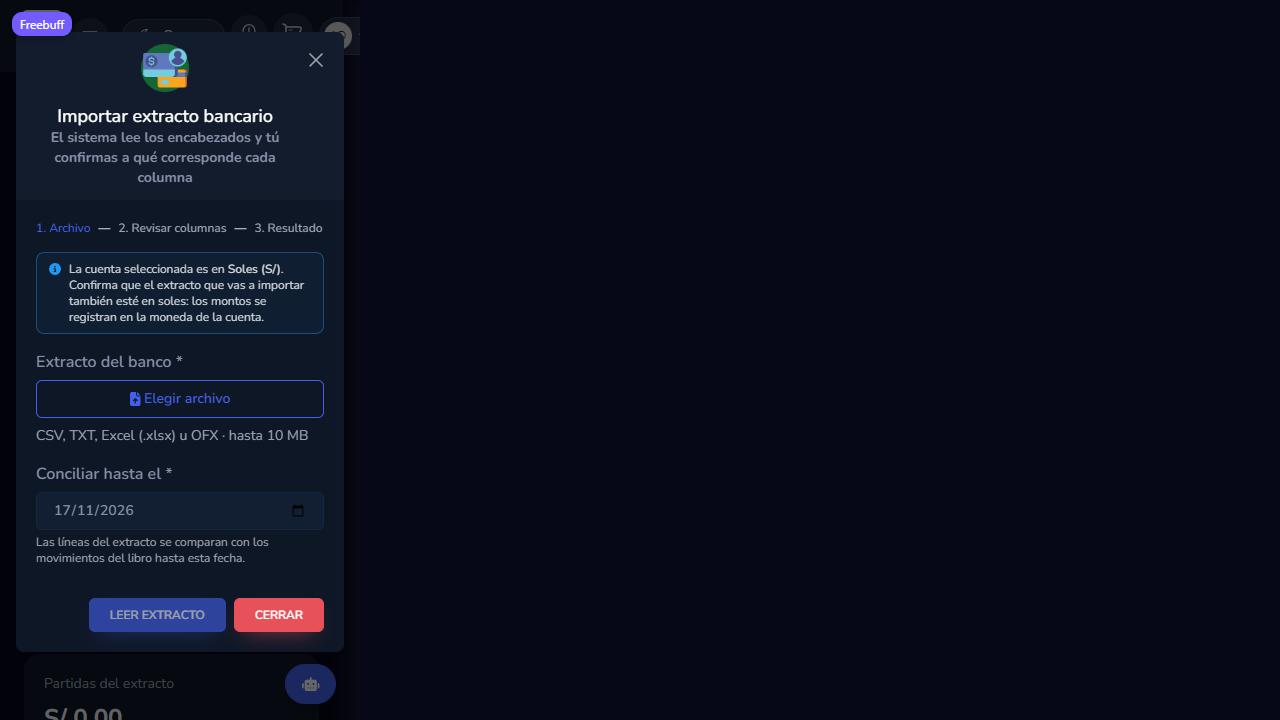 Freebuff
Importar extracto bancario
El sistema lee los encabezados y tú
confirmas a qué corresponde cada
columna
1. Archivo — 2. Revisar columnas — 3. Resultado
La cuenta seleccionada es en Soles (S/).
Confirma que el extracto que vas a importar
también esté en soles: los montos se
registran en la moneda de la cuenta.
Extracto del banco *
Elegir archivo
CSV, TXT, Excel (.xlsx) u OFX · hasta 10 MB
Conciliar hasta el *
17/11/2026
Las líneas del extracto se comparan con los
movimientos del libro hasta esta fecha.
LEER EXTRACTO CERRAR
Partidas del extracto
S/ 0.00